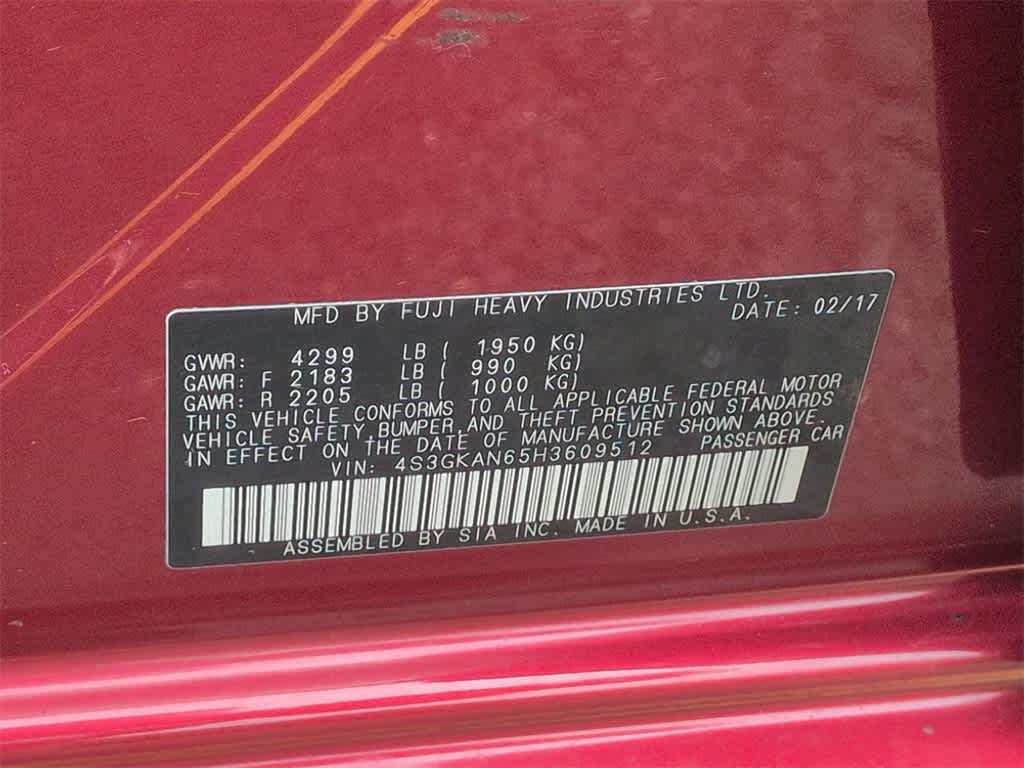 MFD BY FUJI HEAVY INDUSTRIES LTD.
DATE: 02/17
GVWR: 4299 LB ( 1950 KG)
GAWR: F 2183 LB ( 990 KG)
GAWR: R 2205 LB ( 1000 KG)
THIS VEHICLE CONFORMS TO ALL APPLICABLE FEDERAL MOTOR
VEHICLE SAFETY, BUMPER, AND THEFT PREVENTION STANDARDS
IN EFFECT ON THE DATE OF MANUFACTURE SHOWN ABOVE.
VIN: 4S3GKAN65H3609512 PASSENGER CAR
ASSEMBLED BY SIA INC. MADE IN U.S.A.